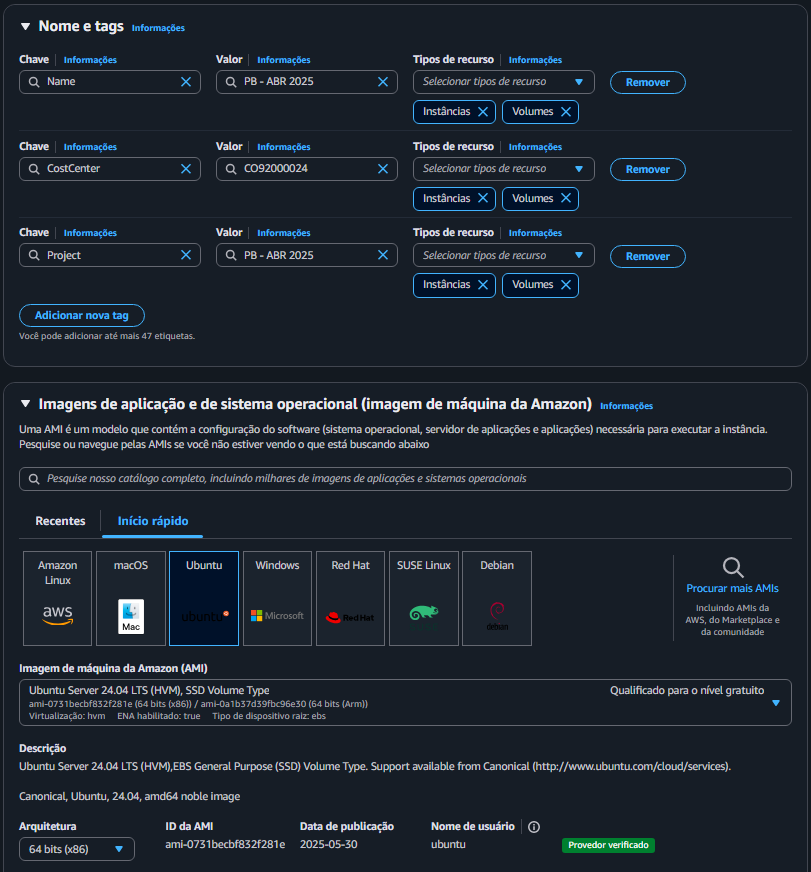 Nome e tags Informações
Chave Informações Valor Informações Tipos de recurso Informações
Name PB - ABR 2025 Selecionar tipos de recurso Remover
Instâncias Volumes
Chave Informações Valor Informações Tipos de recurso Informações
CostCenter CO92000024 Selecionar tipos de recurso Remover
Instâncias Volumes
Chave Informações Valor Informações Tipos de recurso Informações
Project PB - ABR 2025 Selecionar tipos de recurso Remover
Instâncias Volumes
Adicionar nova tag
Você pode adicionar até mais 47 etiquetas.
Imagens de aplicação e de sistema operacional (imagem de máquina da Amazon) Informações
Uma AMI é um modelo que contém a configuração do software (sistema operacional, servidor de aplicações e aplicações) necessária para executar a instância.
Pesquise ou navegue pelas AMIs se você não estiver vendo o que está buscando abaixo
Pesquise nosso catálogo completo, incluindo milhares de imagens de aplicações e sistemas operacionais
Recentes Início rápido
Amazon Linux
aws
macOS
Mac
Ubuntu
ubuntu
Windows
Microsoft
Red Hat
Red Hat
SUSE Linux
Debian
debian
Procurar mais AMIs
Incluindo AMIs da
AWS, do Marketplace e
da comunidade
Imagem de máquina da Amazon (AMI)
Ubuntu Server 24.04 LTS (HVM), SSD Volume Type Qualificado para o nível gratuito
ami-0731becbf832f281e (64 bits (x86)) / ami-0a1b37d39fbc96e30 (64 bits (Arm))
Virtualização: hvm ENA habilitado: true Tipo de dispositivo raiz: ebs
Descrição
Ubuntu Server 24.04 LTS (HVM),EBS General Purpose (SSD) Volume Type. Support available from Canonical (http://www.ubuntu.com/cloud/services).
Canonical, Ubuntu, 24.04, amd64 noble image
Arquitetura ID da AMI Data de publicação Nome de usuário
64 bits (x86) ami-0731becbf832f281e 2025-05-30 ubuntu Provedor verificado